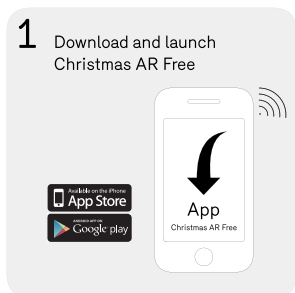 1
Download and launch
Christmas AR Free
Available on the iPhone
App Store
ANDROID APP ON
Google play
App
Christmas AR Free